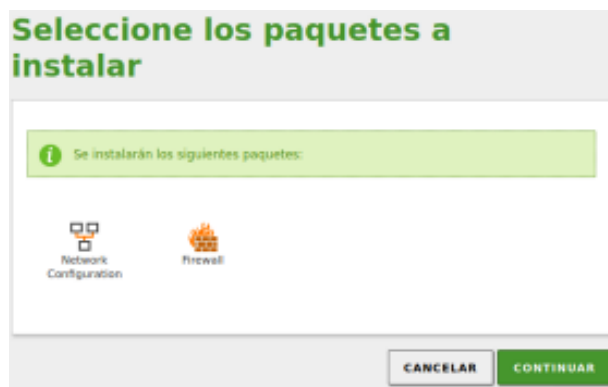 Seleccione los paquetes a
instalar
Se instalarán los siguientes paquetes:
Network
Configuration
Firewall
CANCELAR
CONTINUAR